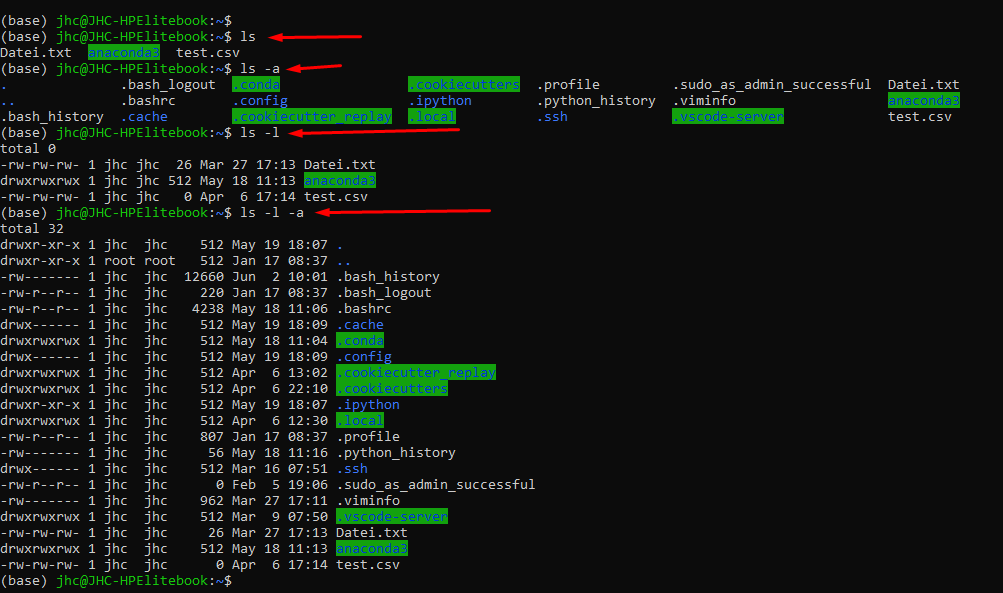 (base) jhc@JHC-HPElitebook:~$
(base) jhc@JHC-HPElitebook:~$ ls
Datei.txt  anaconda3  test.csv
(base) jhc@JHC-HPElitebook:~$ ls -a
.              .bash_logout  .conda                .cookiecutters  .profile         .sudo_as_admin_successful  Datei.txt
..             .bashrc       .config               .ipython        .python_history  .viminfo                   anaconda3
.bash_history  .cache        .cookiecutter_replay  .local          .ssh             .vscode-server             test.csv
(base) jhc@JHC-HPElitebook:~$ ls -l
total 0
-rw-rw-rw- 1 jhc jhc  26 Mar 27 17:13 Datei.txt
drwxrwxrwx 1 jhc jhc 512 May 18 11:13 anaconda3
-rw-rw-rw- 1 jhc jhc   0 Apr  6 17:14 test.csv
(base) jhc@JHC-HPElitebook:~$ ls -l -a
total 32
drwxr-xr-x 1 jhc  jhc    512 May 19 18:07 .
drwxr-xr-x 1 root root   512 Jan 17 08:37 ..
-rw------- 1 jhc  jhc  12660 Jun  2 10:01 .bash_history
-rw-r--r-- 1 jhc  jhc    220 Jan 17 08:37 .bash_logout
-rw-r--r-- 1 jhc  jhc   4238 May 18 11:06 .bashrc
drwx------ 1 jhc  jhc    512 May 19 18:09 .cache
drwxrwxrwx 1 jhc  jhc    512 May 18 11:04 .conda
drwx------ 1 jhc  jhc    512 May 19 18:09 .config
drwxrwxrwx 1 jhc  jhc    512 Apr  6 13:02 .cookiecutter_replay
drwxrwxrwx 1 jhc  jhc    512 Apr  6 22:10 .cookiecutters
drwxr-xr-x 1 jhc  jhc    512 May 19 18:07 .ipython
drwxrwxrwx 1 jhc  jhc    512 Apr  6 12:30 .local
-rw-r--r-- 1 jhc  jhc    807 Jan 17 08:37 .profile
-rw------- 1 jhc  jhc     56 May 18 11:16 .python_history
drwx------ 1 jhc  jhc    512 Mar 16 07:51 .ssh
-rw-r--r-- 1 jhc  jhc      0 Feb  5 19:06 .sudo_as_admin_successful
-rw------- 1 jhc  jhc    962 Mar 27 17:11 .viminfo
drwxrwxrwx 1 jhc  jhc    512 Mar  9 07:50 .vscode-server
-rw-rw-rw- 1 jhc  jhc     26 Mar 27 17:13 Datei.txt
drwxrwxrwx 1 jhc  jhc    512 May 18 11:13 anaconda3
-rw-rw-rw- 1 jhc  jhc      0 Apr  6 17:14 test.csv
(base) jhc@JHC-HPElitebook:~$